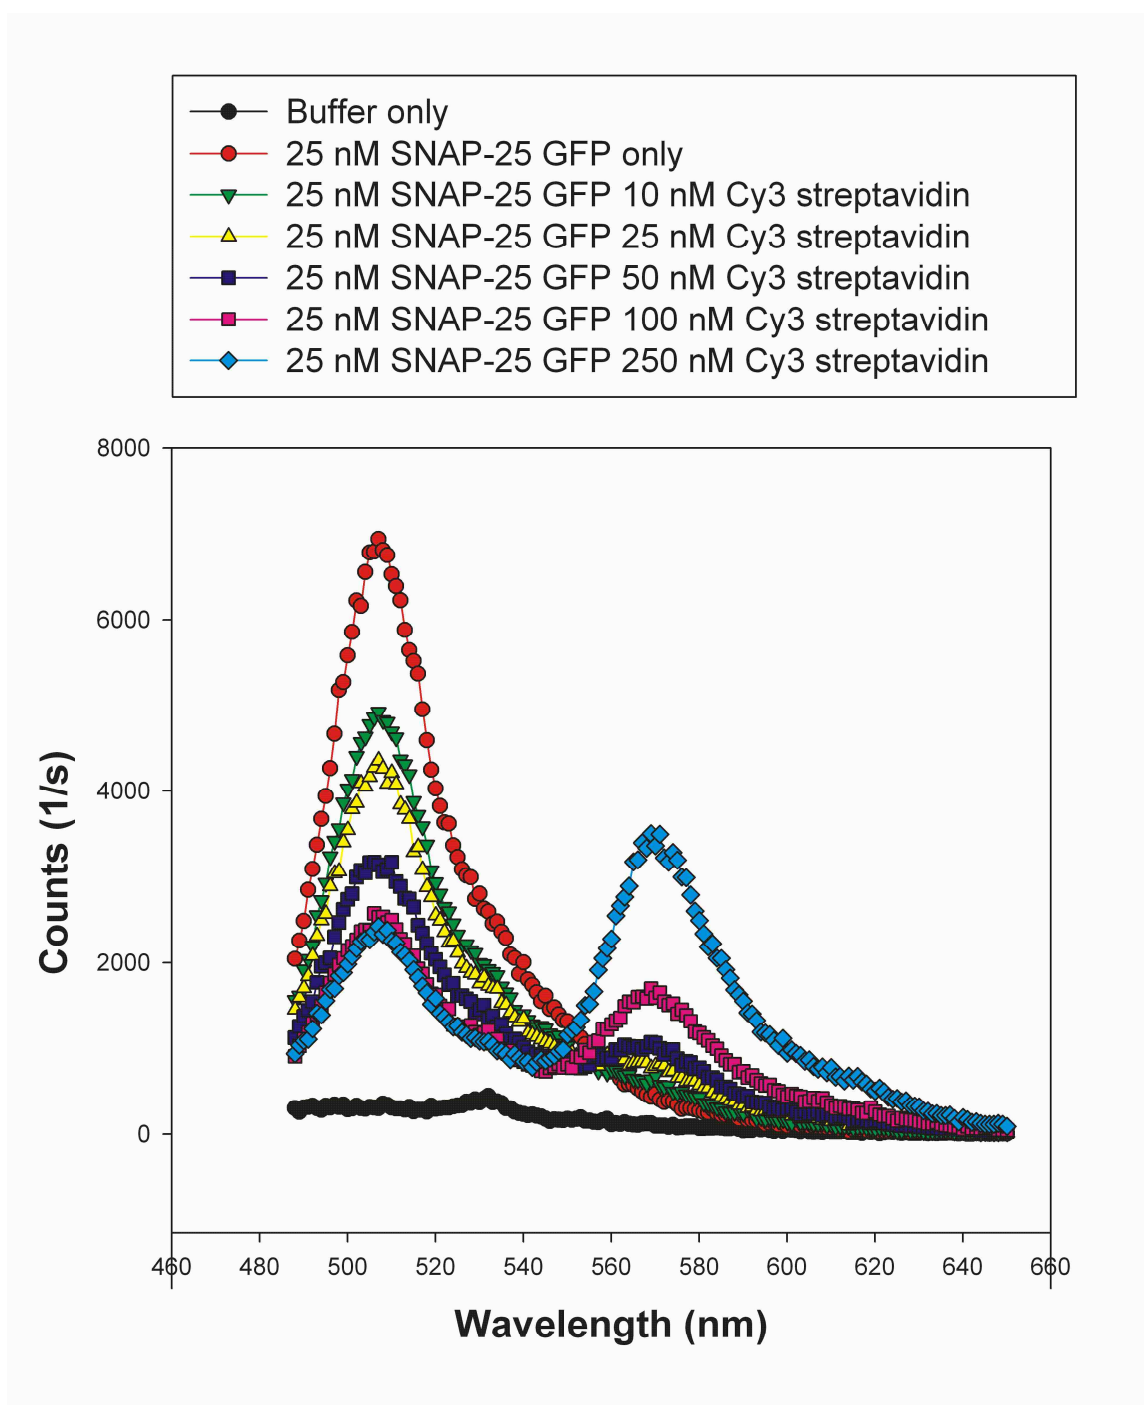 Buffer only
25 nM SNAP-25 GFP only
25 nM SNAP-25 GFP 10 nM Cy3 streptavidin
25 nM SNAP-25 GFP 25 nM Cy3 streptavidin
25 nM SNAP-25 GFP 50 nM Cy3 streptavidin
25 nM SNAP-25 GFP 100 nM Cy3 streptavidin
25 nM SNAP-25 GFP 250 nM Cy3 streptavidin
8000
6000
4000
2000
0
Counts (1/s)
460 480 500 520 540 560 580 600 620 640 660
Wavelength (nm)